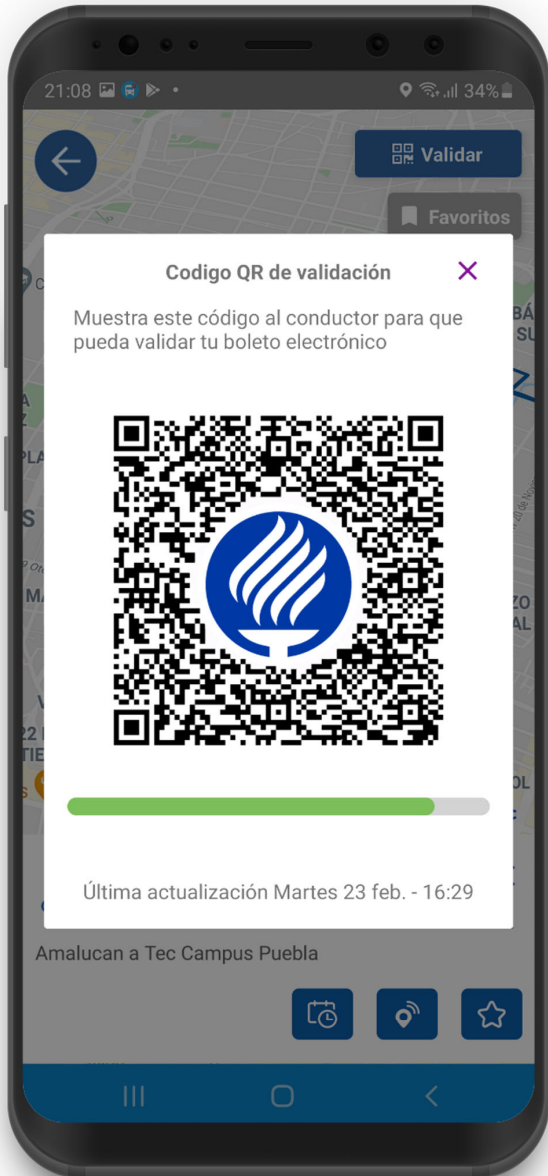 21:08
34%
Validar
Favoritos
Codigo QR de validación
Muestra este código al conductor para que
pueda validar tu boleto electrónico
Última actualización Martes 23 feb. - 16:29
Amalucan a Tec Campus Puebla